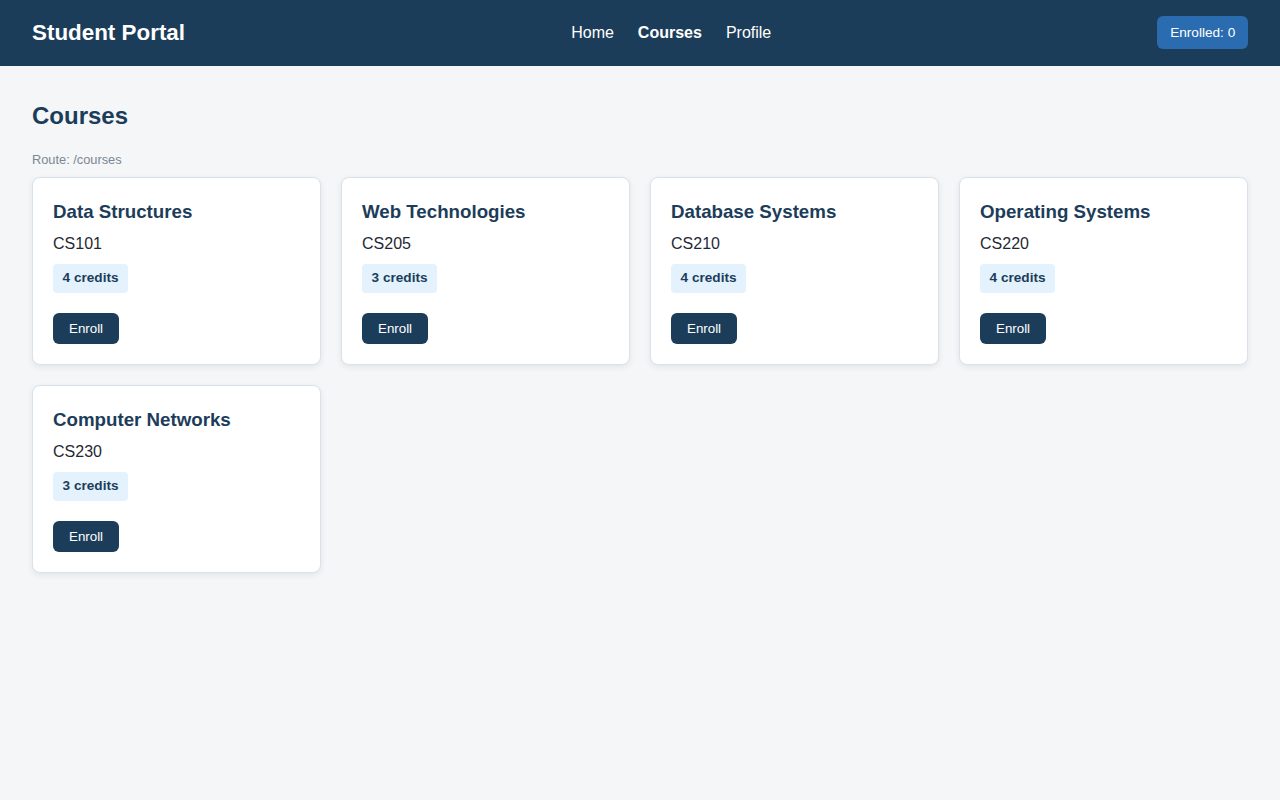 Student Portal
Home Courses Profile
Enrolled: 0
Courses
Route: /courses
Data Structures
CS101
4 credits
Enroll
Web Technologies
CS205
3 credits
Enroll
Database Systems
CS210
4 credits
Enroll
Operating Systems
CS220
4 credits
Enroll
Computer Networks
CS230
3 credits
Enroll